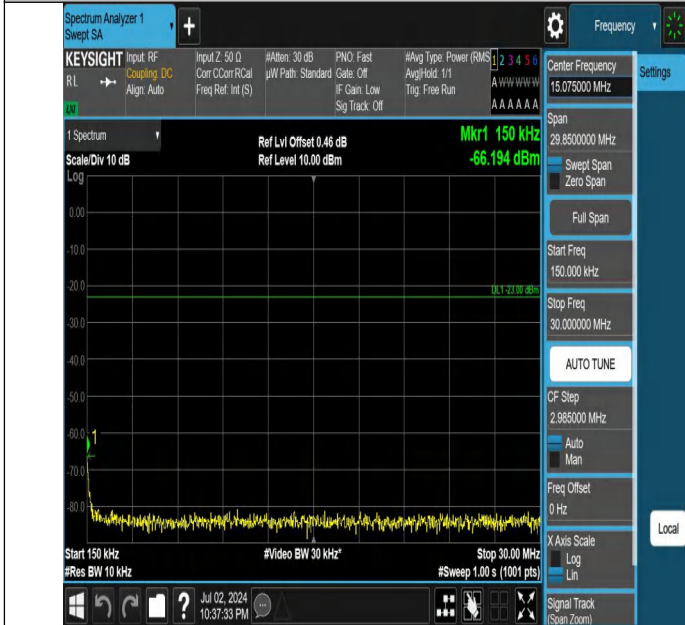 Spectrum Analyzer 1
Swept SA
+
Frequency
KEYSIGHT
RL
Input: RF
Coupling: DC
Align: Auto
Input Z: 50 Ω
Corr CCorr RCal
Freq Ref: Int (S)
#Atten: 30 dB
µW Path: Standard
PNO: Fast
Gate: Off
IF Gain: Low
Sig Track: Off
#Avg Type: Power (RMS
Avg|Hold: 1/1
Trig: Free Run
1 2 3 4 5 6
A W W W W W
A A A A A A
1 Spectrum
Scale/Div 10 dB
Log
Ref Lvl Offset 0.46 dB
Ref Level 10.00 dBm
Mkr1 150 kHz
-66.194 dBm
0.00
-10.0
-20.0
DL1 -23.00 dBm
-30.0
-40.0
-50.0
-60.0
1
-70.0
-80.0
Start 150 kHz
#Video BW 30 kHz*
Stop 30.00 MHz
#Res BW 10 kHz
#Sweep 1.00 s (1001 pts)
Center Frequency
15.075000 MHz
Settings
Span
29.8500000 MHz
Swept Span
Zero Span
Full Span
Start Freq
150.000 kHz
Stop Freq
30.000000 MHz
AUTO TUNE
CF Step
2.985000 MHz
Auto
Man
Freq Offset
0 Hz
X Axis Scale
Log
Lin
Local
Signal Track
(Span Zoom)
?
Jul 02, 2024
10:37:33 PM